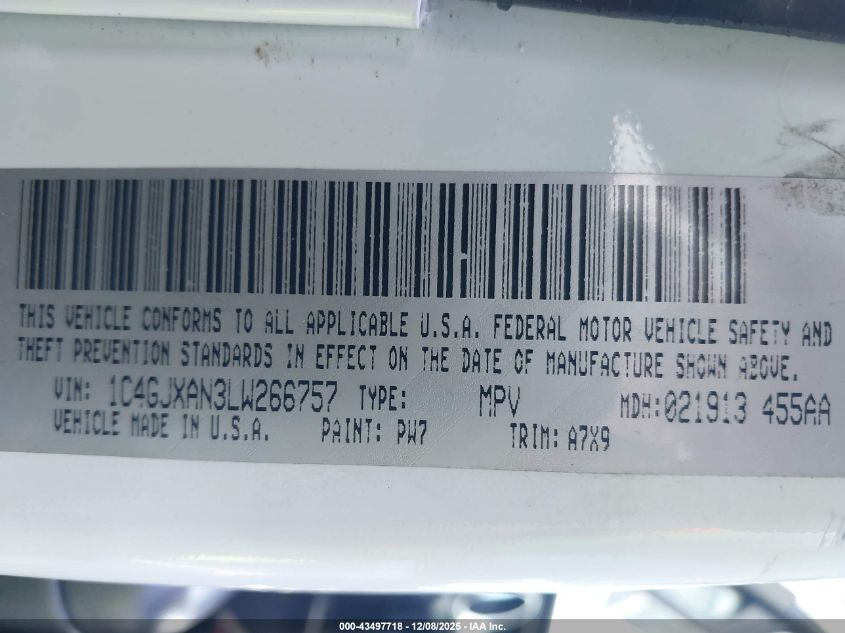 THIS VEHICLE CONFORMS TO ALL APPLICABLE U.S.A. FEDERAL MOTOR VEHICLE SAFETY AND
THEFT PREVENTION STANDARDS IN EFFECT ON THE DATE OF MANUFACTURE SHOWN ABOVE.
VIN: 1C4GJXAN3LW266757 TYPE: MPV MDH:021913 455AA
VEHICLE MADE IN U.S.A. PAINT: PW7 TRIM: A7X9
000-43497718 - 12/08/2025 - IAA Inc.